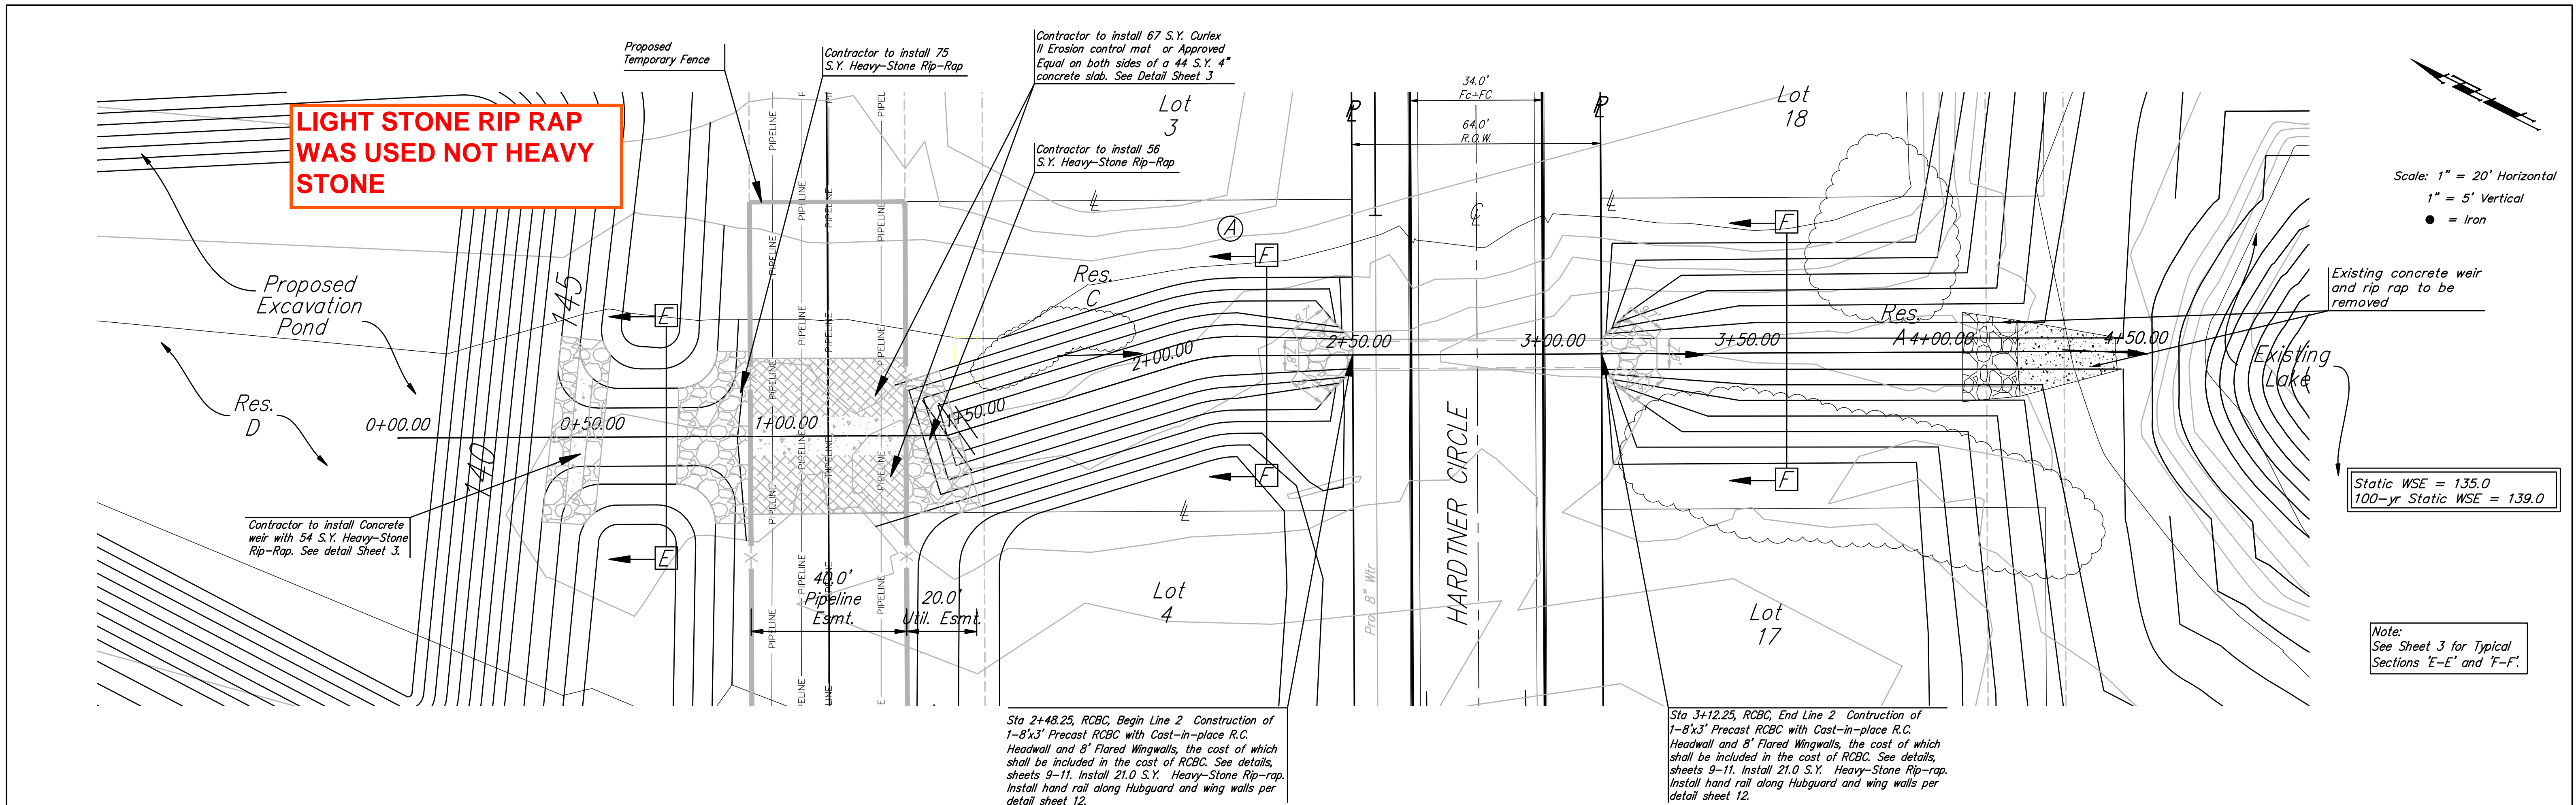 Proposed
Temporary Fence
Contractor to install 75
S.Y. Heavy-Stone Rip-Rap
Contractor to install 67 S.Y. Curlex
II Erosion control mat or Approved
Equal on both sides of a 44 S.Y. 4"
concrete slab. See Detail Sheet 3
LIGHT STONE RIP RAP
WAS USED NOT HEAVY
STONE
Contractor to install 56
S.Y. Heavy-Stone Rip-Rap
Lot
3
34.0'
Fc-FC
64.0'
R.O.W.
Lot
18
Scale: 1" = 20' Horizontal
1" = 5' Vertical
● = Iron
Proposed
Excavation
Pond
Res.
D
145
140
E
E
PIPELINE
PIPELINE
PIPELINE
PIPELINE
A
F
F
F
F
Res.
C
Res.
A
Existing concrete weir
and rip rap to be
removed
Existing
Lake
0+00.00
0+50.00
1+00.00
1+50.00
2+00.00
2+50.00
3+00.00
3+50.00
4+00.00
4+50.00
Static WSE = 135.0
100-yr Static WSE = 139.0
Contractor to install Concrete
weir with 54 S.Y. Heavy-Stone
Rip-Rap. See detail Sheet 3.
40.0'
Pipeline
Esmt.
20.0'
Util. Esmt.
Lot
4
Pro 8" Wtr
HARDTNER CIRCLE
Lot
17
Note:
See Sheet 3 for Typical
Sections 'E-E' and 'F-F'.
Sta 2+48.25, RCBC, Begin Line 2 Construction of
1-8'x3' Precast RCBC with Cast-in-place R.C.
Headwall and 8' Flared Wingwalls, the cost of which
shall be included in the cost of RCBC. See details,
sheets 9-11. Install 21.0 S.Y. Heavy-Stone Rip-rap.
Install hand rail along Hubguard and wing walls per
detail sheet 12.
Sta 3+12.25, RCBC, End Line 2 Contruction of
1-8'x3' Precast RCBC with Cast-in-place R.C.
Headwall and 8' Flared Wingwalls, the cost of which
shall be included in the cost of RCBC. See details,
sheets 9-11. Install 21.0 S.Y. Heavy-Stone Rip-rap.
Install hand rail along Hubguard and wing walls per
detail sheet 12.